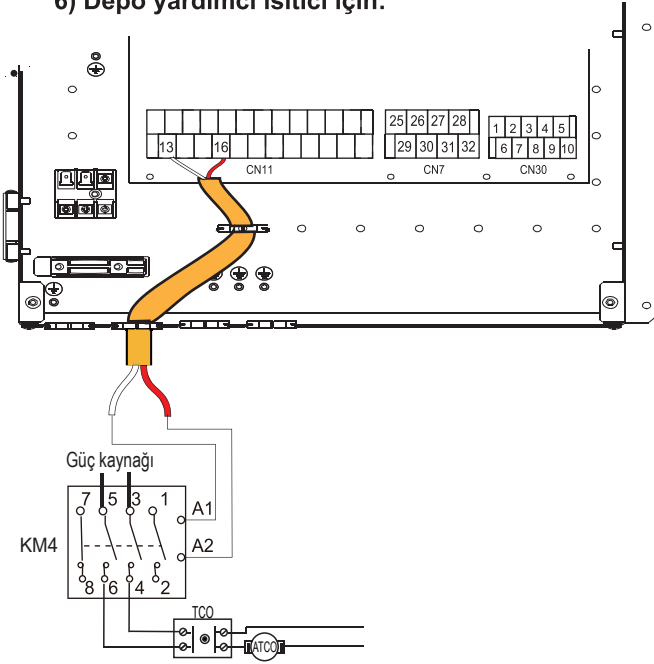 6) Depo yardımcı ısıtıcı için:
25 26 27 28
13 16 29 30 31 32
1 2 3 4 5
6 7 8 9 10
CN11 CN7 CN30
Güç kaynağı
7 5 3 1 A1
KM4 A2
8 6 4 2
TCO
ATCO